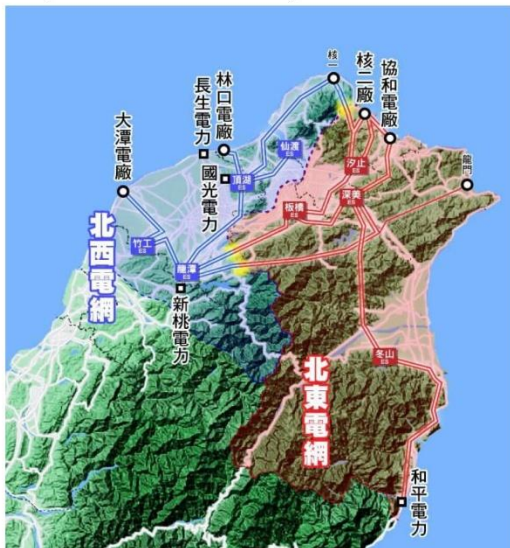 核一
核二廠
協和電廠
林口電廠
長生電力
大潭電廠
國光電力
仙渡
E/S
頂湖
E/S
汐止
E/S
深美
E/S
龍門
板橋
E/S
竹工
E/S
龍潭
E/S
北西電網
新桃電力
冬山
E/S
北東電網
和平電力